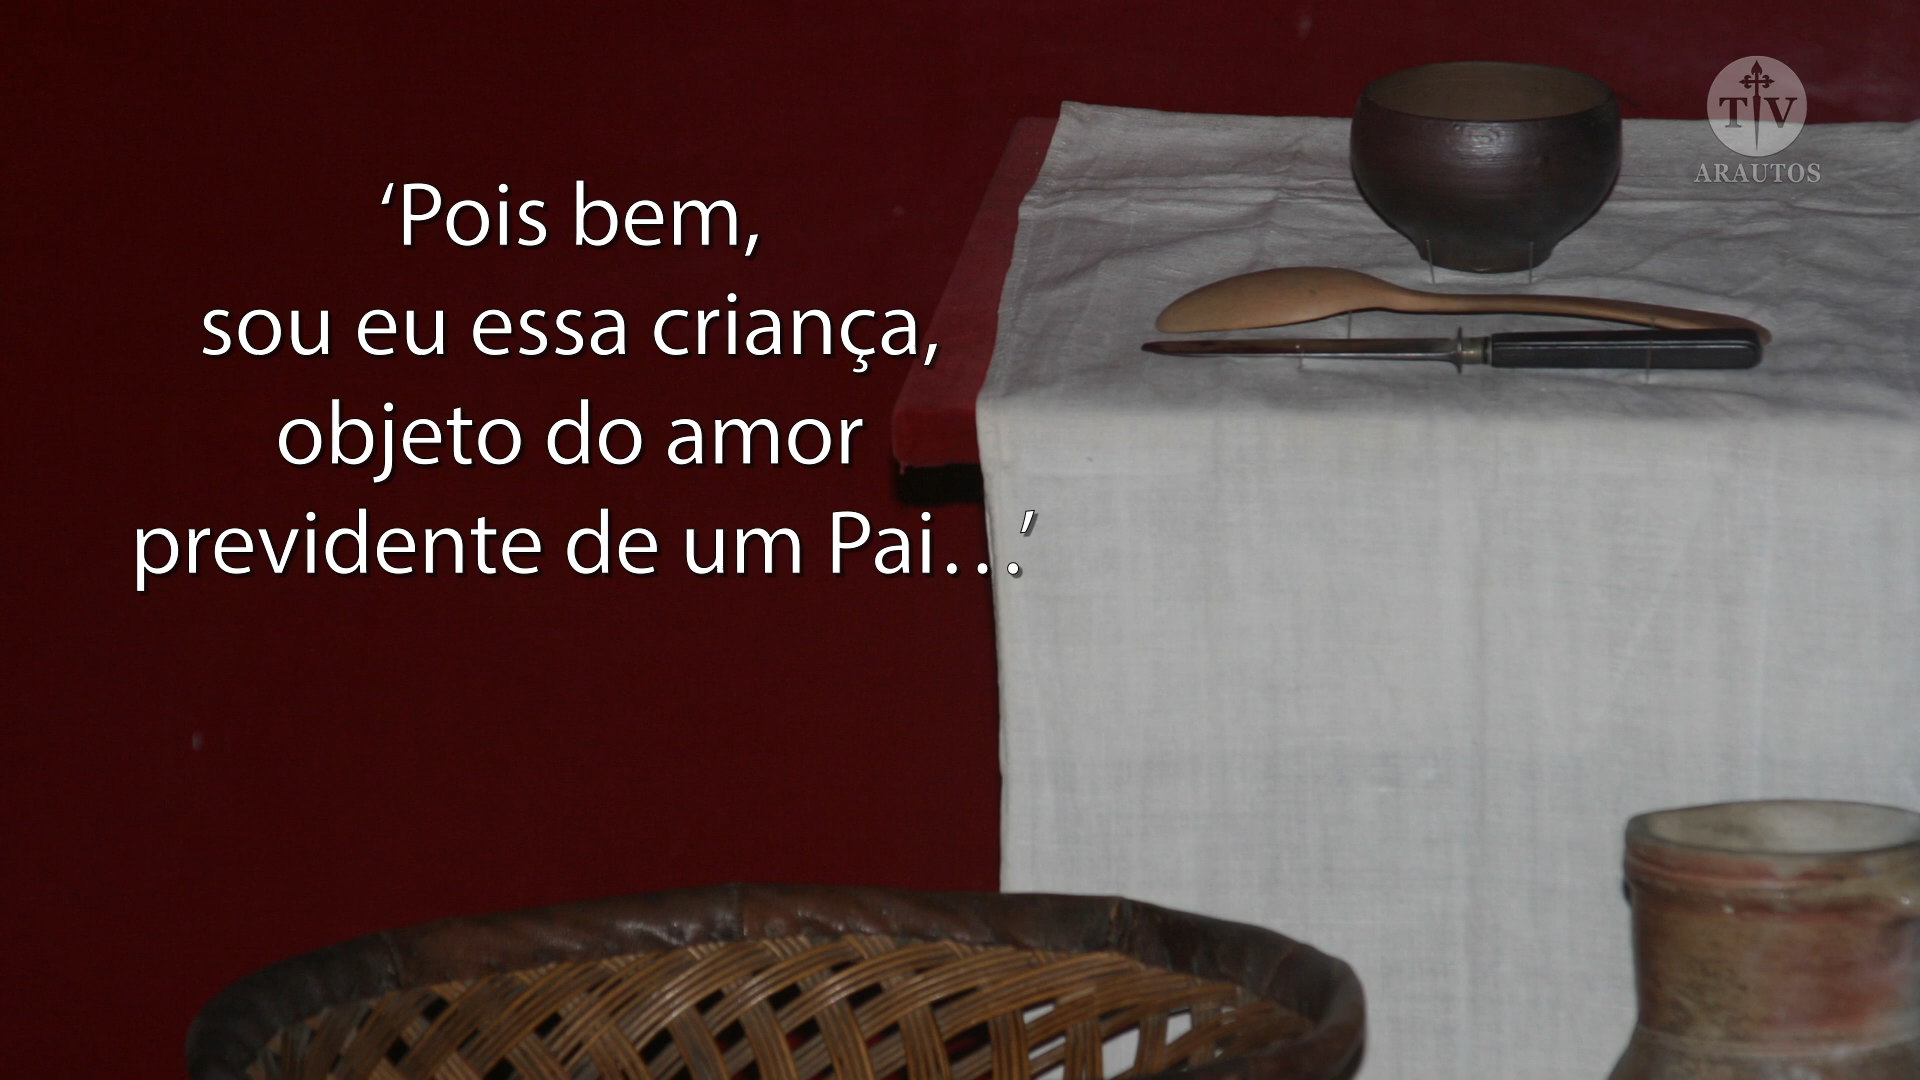 ‘Pois bem,
sou eu essa criança,
objeto do amor
previdente de um Pai…’
TV
ARAUTOS